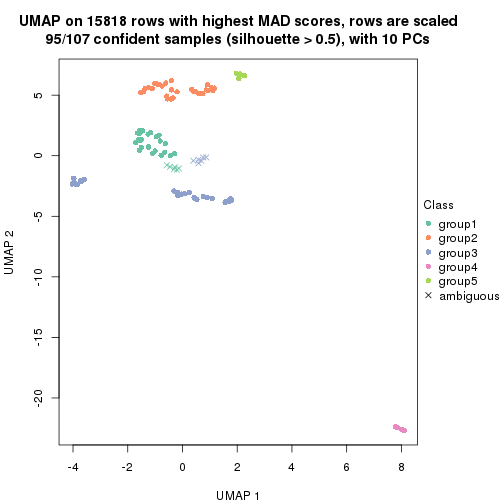 UMAP on 15818 rows with highest MAD scores, rows are scaled
95/107 confident samples (silhouette > 0.5), with 10 PCs
5
0
-5
-10
-15
-20
UMAP 2
-4
-2
0
2
4
6
8
UMAP 1
Class
group1
group2
group3
group4
group5
ambiguous